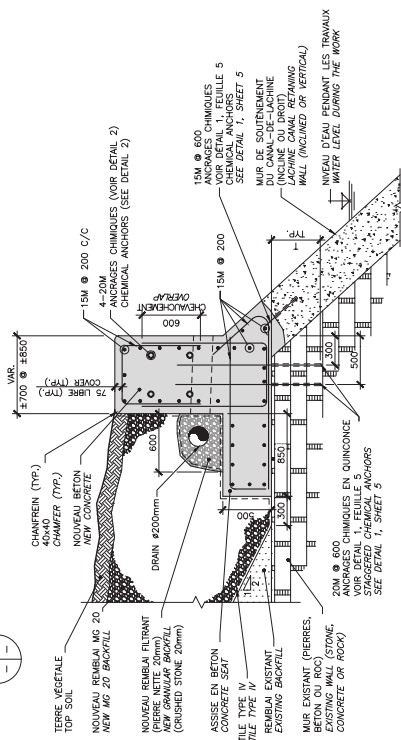 TERRE VÉGÉTALE
TOP SOIL
NOUVEAU REMBLAI MG 20
NEW MG 20 BACKFILL
NOUVEAU REMBLAI FILTRANT
(PIERRE NETTE 20mm)
NEW GRANULAR BACKFILL
(CRUSHED STONE 20mm)
ASSISE EN BÉTON
CONCRETE SEAT
TILE TYPE IV
TILE TYPE IV
REMBLAI EXISTANT
EXISTING BACKFILL
MUR EXISTANT (PIERRES,
BÉTON OU ROC)
EXISTING WALL (STONE,
CONCRETE OR ROCK)
CHANFREIN (TYP.)
40x40
CHAMFER (TYP.)
NOUVEAU BÉTON
NEW CONCRETE
DRAIN ø200mm
600
500
1
2
100
850
20M @ 600
ANCRAGES CHIMIQUES EN QUINCONCE
VOIR DÉTAIL 1, FEUILLE 5
STAGGERED CHEMICAL ANCHORS
SEE DETAIL 1, SHEET 5
VAR.
±700 @ ±850
75 LIBRE (TYP.)
COVER (TYP.)
15M @ 200 C/C
4-20M
ANCRAGES CHIMIQUES (VOIR DÉTAIL 2)
CHEMICAL ANCHORS (SEE DETAIL 2)
CHEVAUCHEMENT
OVERLAP
600
15M @ 200
300
500
T
TYP.
15M @ 600
ANCRAGES CHIMIQUES
VOIR DÉTAIL 1, FEUILLE 5
CHEMICAL ANCHORS
SEE DETAIL 1, SHEET 5
MUR DE SOUTÈNEMENT
DU CANAL-DE-LACHINE
(INCLINÉ OU DROIT)
LACHINE CANAL RETAINING
WALL (INCLINED OR VERTICAL)
NIVEAU D'EAU PENDANT LES TRAVAUX
WATER LEVEL DURING THE WORK